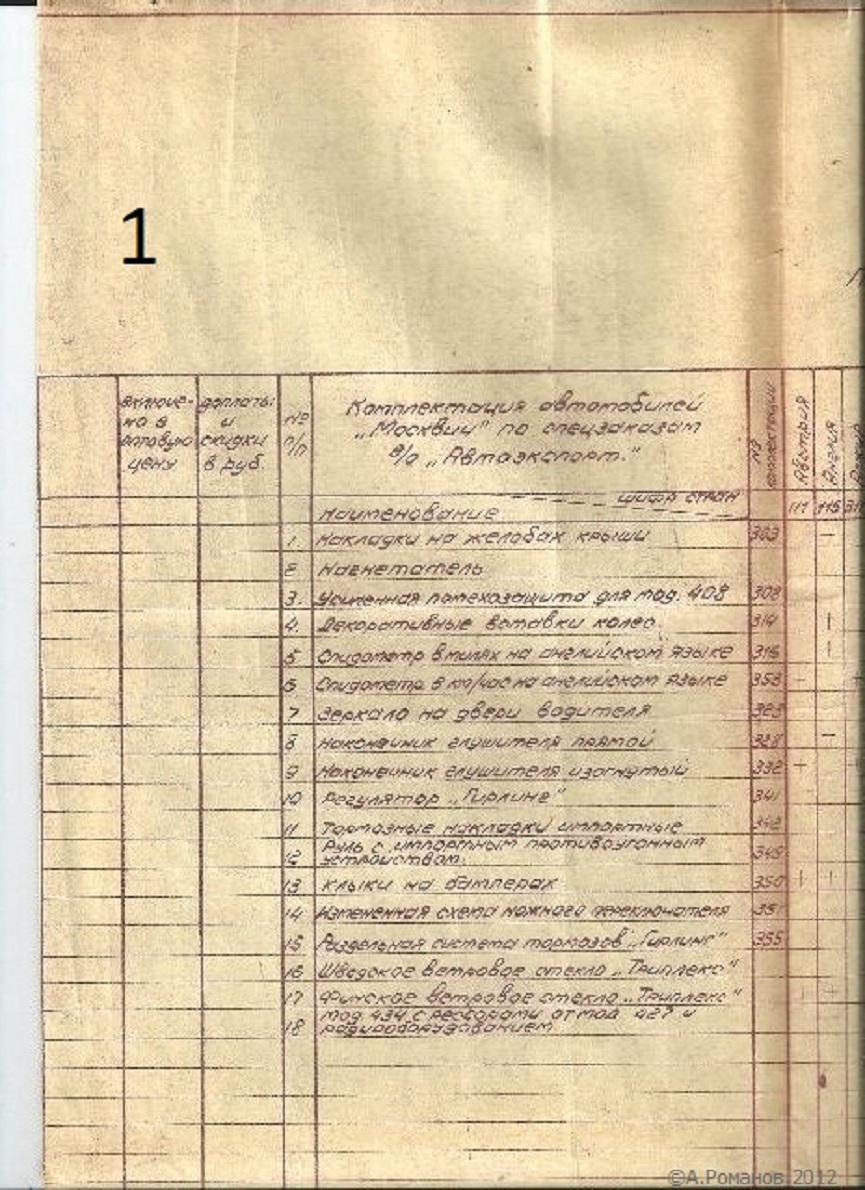 1
включе-
но в
оптовую
цену
доплаты
и
скидки
в руб.
№
п/п
Комплектация автомобилей
„Москвич" по спецзаказам
в/о „Автоэкспорт."
№
комплектации
Австрия
Англия
шифр стран
Наименование
111 115
1. Накладки на желобах крыши 303 —
2 Нагнетатель
3. Усиленная помехозащита для мод. 408 308
4. Декоративные вставки колес. 314
5 Спидометр в милях на английском языке 316
6 Спидометр в км/час на английском языке 353
7 Зеркало на двери водителя 323
8 Наконечник глушителя прямой 328 —
9 Наконечник глушителя изогнутый 332
10 Регулятор „Гирлинг" 341
11 Тормозные накладки импортные 342
12 Руль с импортным противоугонным
устройством. 349
13 Клыки на бамперах 350
14 Измененная схема ножного переключателя 351
15 Раздельная система тормозов „Гирлинг" 355
16 Шведское ветровое стекло „Триплекс"
17 Финское ветровое стекло „Триплекс"
18 мод 434 с рессорами от мод 427 и
радиооборудованием
©А.Романов 2012